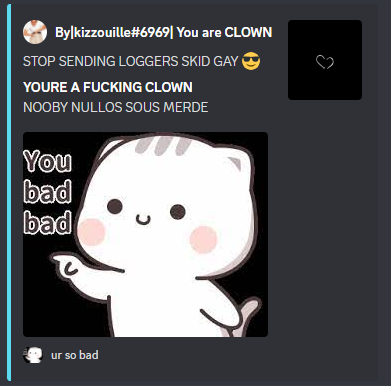 By|kizzouille#6969| You are CLOWN
STOP SENDING LOGGERS SKID GAY 😎
YOURE A FUCKING CLOWN
NOOBY NULLOS SOUS MERDE
You
bad
bad
ur so bad